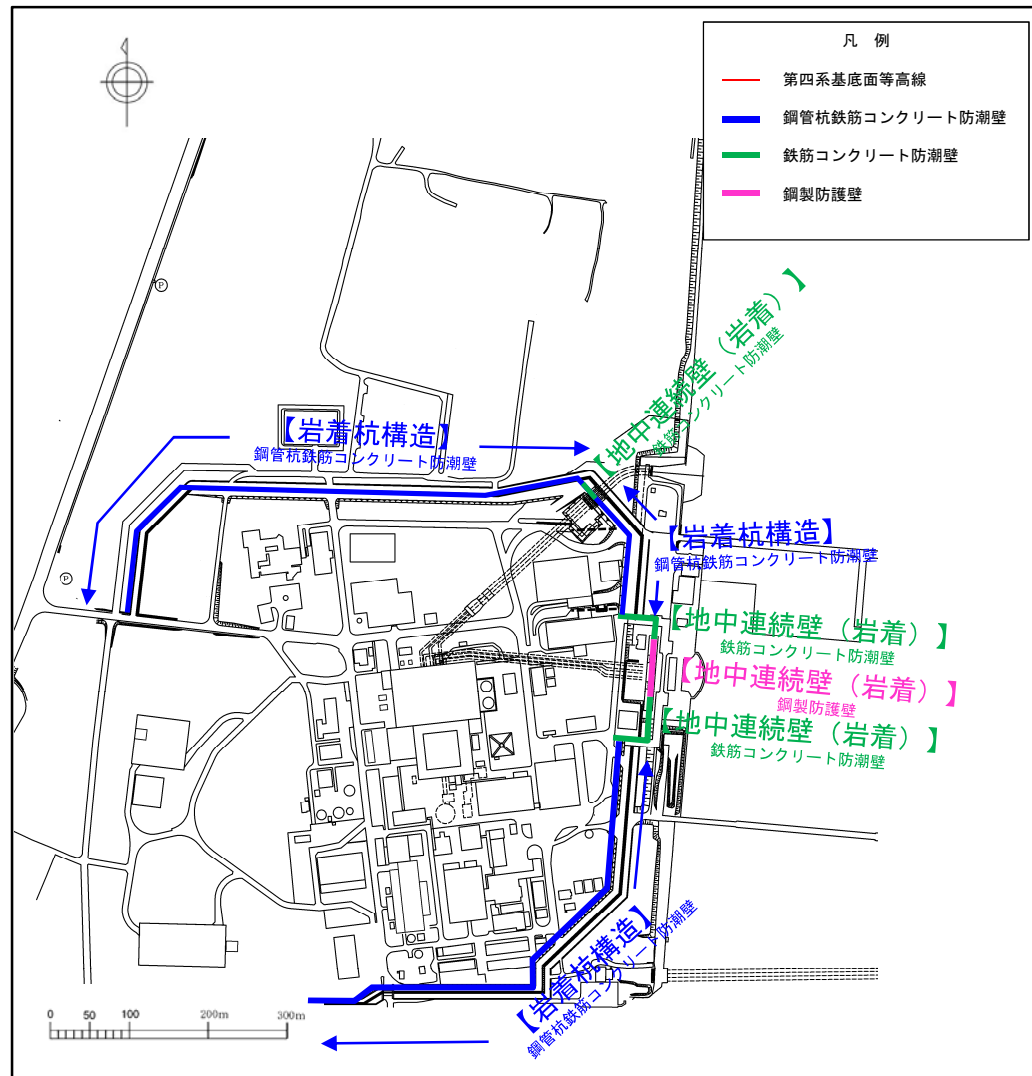 凡 例
第四系基底面等高線
鋼管杭鉄筋コンクリート防潮壁
鉄筋コンクリート防潮壁
鋼製防護壁
【地中連続壁（岩着）】
鉄筋コンクリート防潮壁
【岩着杭構造】
鋼管杭鉄筋コンクリート防潮壁
P
【岩着杭構造】
鋼管杭鉄筋コンクリート防潮壁
P
【地中連続壁（岩着）】
鉄筋コンクリート防潮壁
【地中連続壁（岩着）】
鋼製防護壁
【地中連続壁（岩着）】
鉄筋コンクリート防潮壁
【岩着杭構造】
鋼管杭鉄筋コンクリート防潮壁
0 50 100 200m 300m